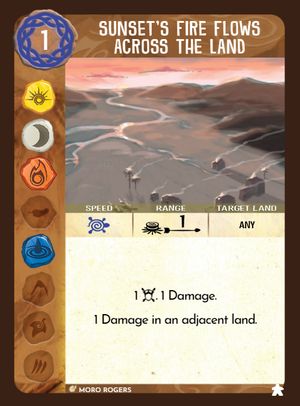 1
SUNSET'S FIRE FLOWS
ACROSS THE LAND
SPEED RANGE TARGET LAND
1 ANY
1 . 1 Damage.
1 Damage in an adjacent land.
MORO ROGERS